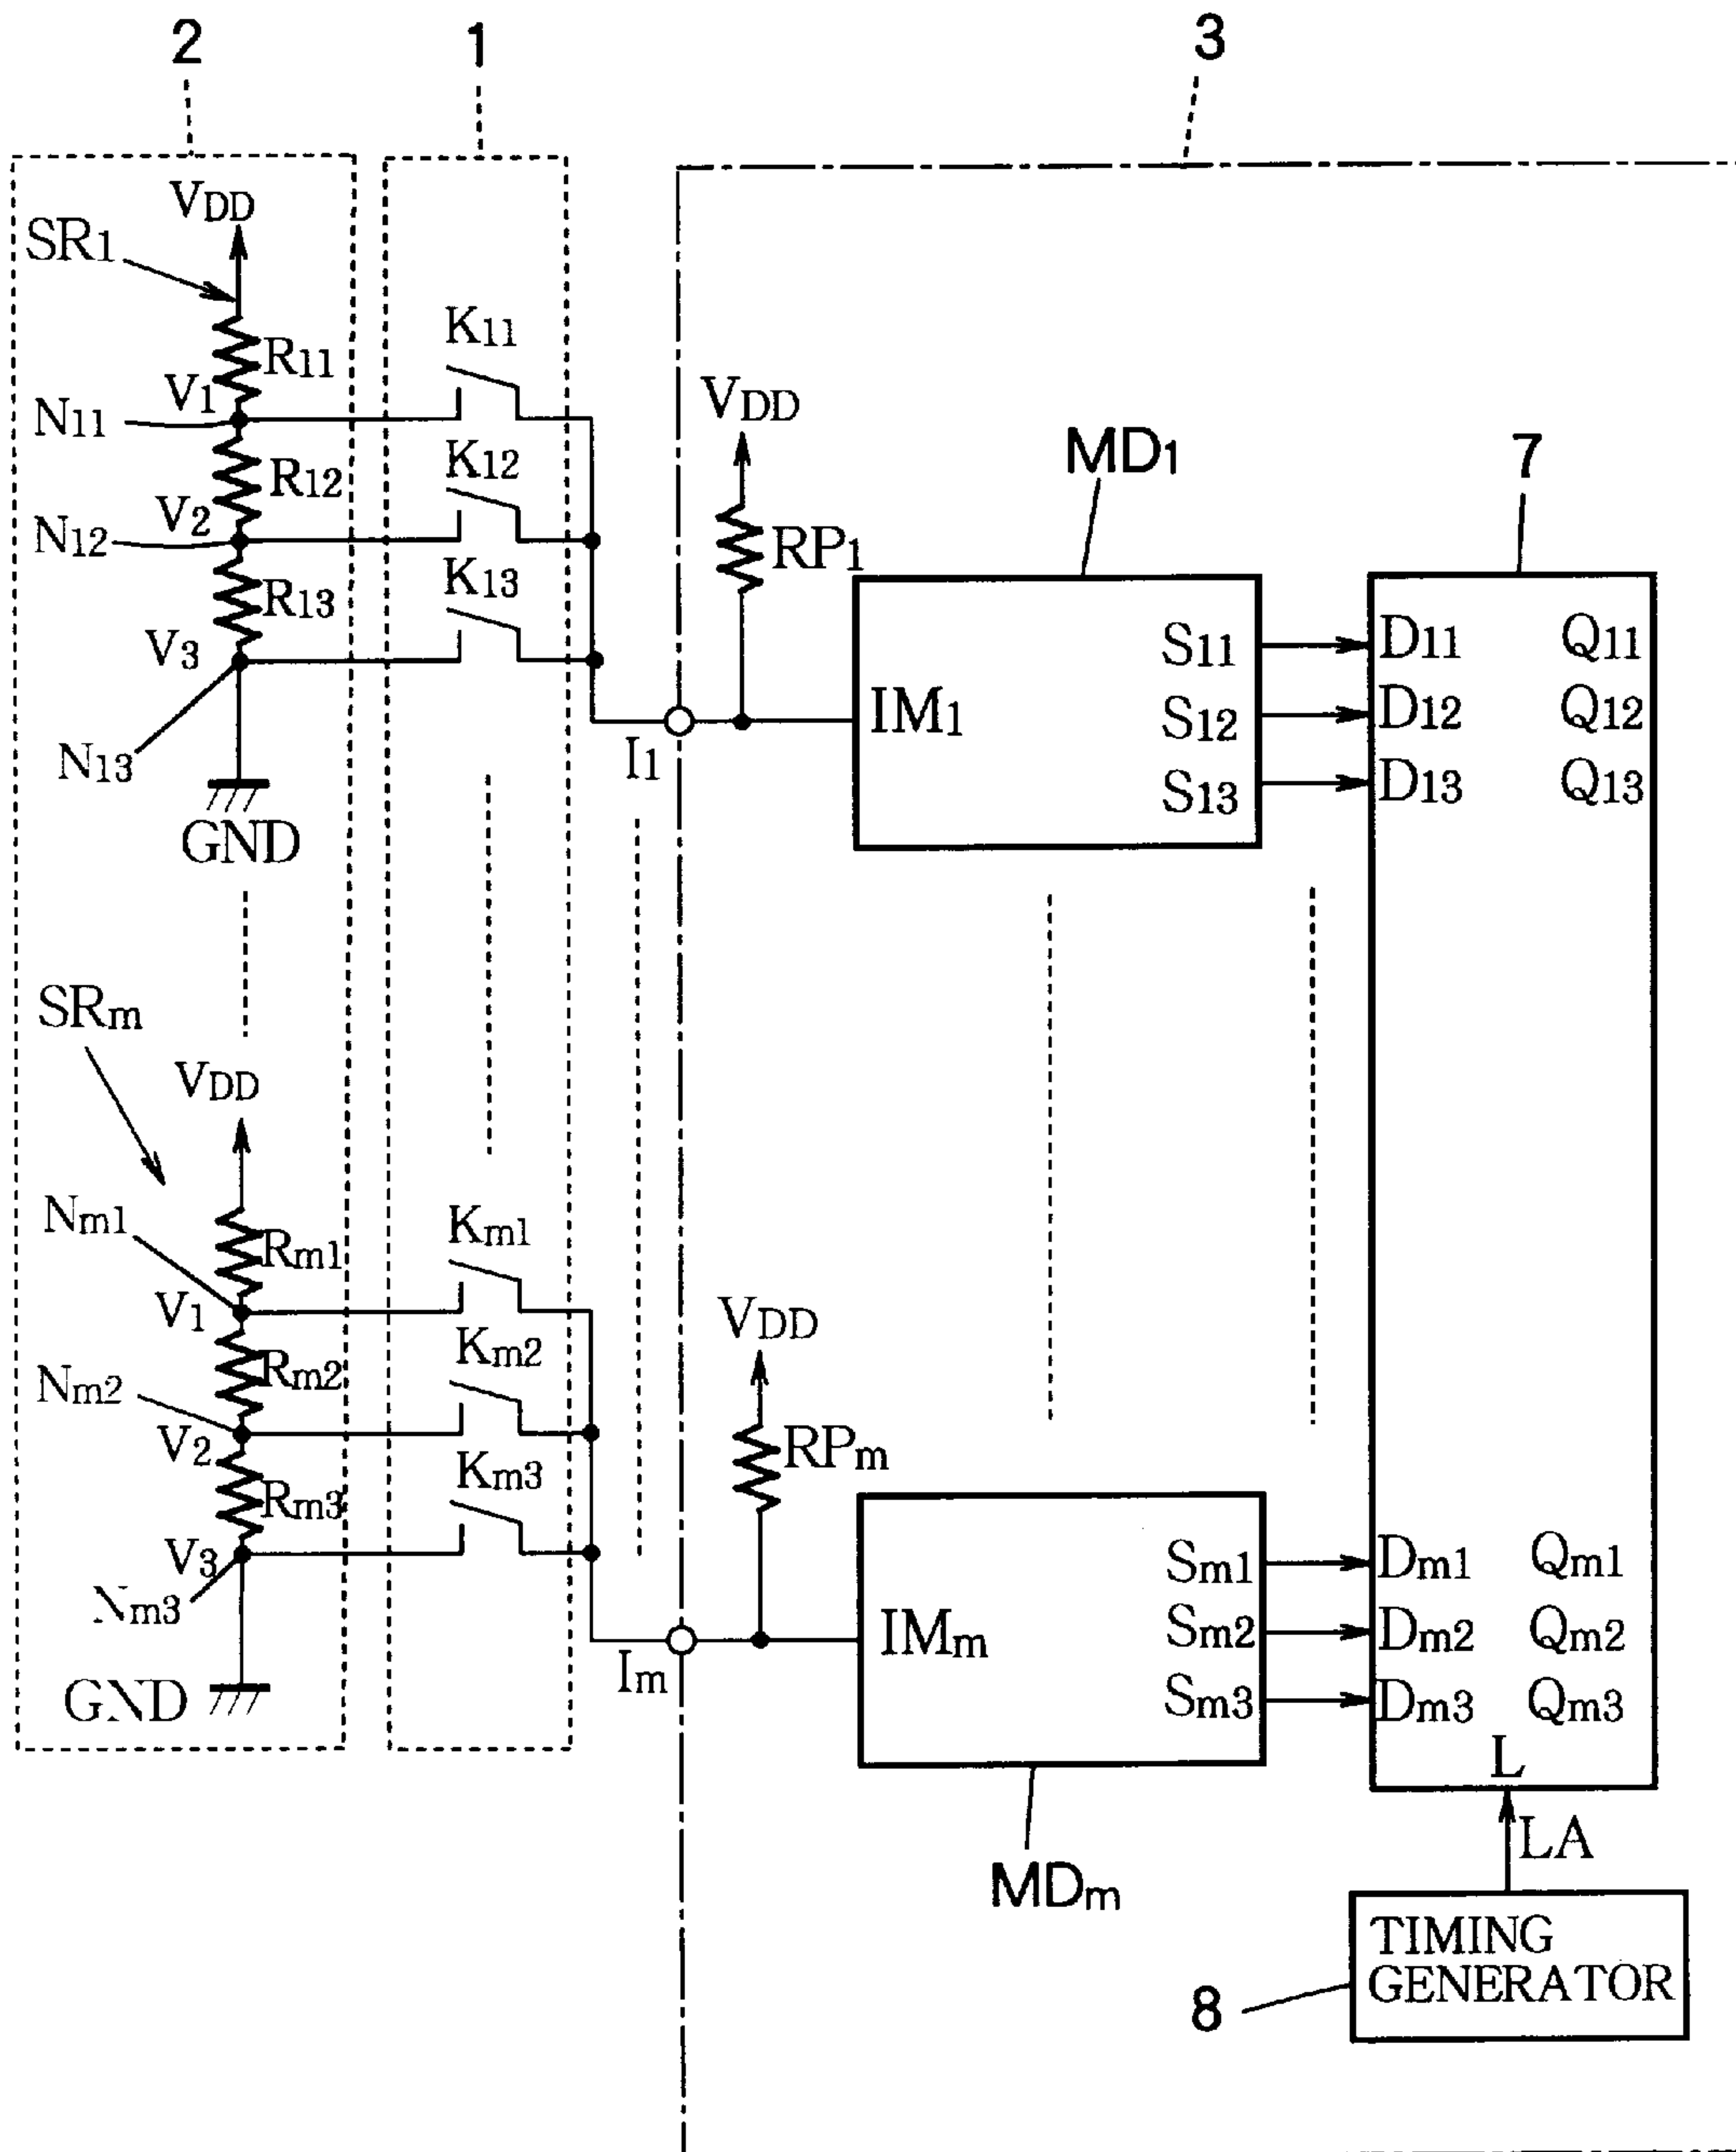 2
1
3
VDD
SR1
R11
V1
N11
R12
V2
N12
R13
V3
N13
GND
K11
K12
K13
I1
VDD
RP1
MD1
IM1
S11
S12
S13
7
D11 Q11
D12 Q12
D13 Q13
SRm
VDD
Nm1
Rm1
V1
Rm2
Nm2
V2
Rm3
V3
Nm3
GND
Km1
Km2
Km3
Im
VDD
RPm
IMm
Sm1
Sm2
Sm3
MDm
Dm1 Qm1
Dm2 Qm2
Dm3 Qm3
L
LA
TIMING
GENERATOR
8